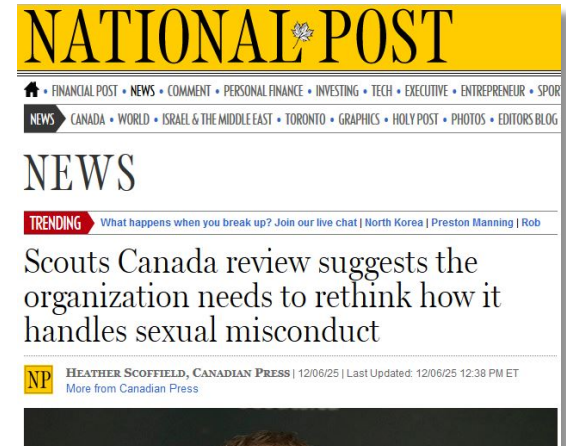 NATIONAL POST
• FINANCIAL POST • NEWS • COMMENT • PERSONAL FINANCE • INVESTING • TECH • EXECUTIVE • ENTREPRENEUR • SPOR
NEWS CANADA • WORLD • ISRAEL & THE MIDDLE EAST • TORONTO • GRAPHICS • HOLY POST • PHOTOS • EDITORS BLOG
NEWS
TRENDING What happens when you break up? Join our live chat | North Korea | Preston Manning | Rob
Scouts Canada review suggests the
organization needs to rethink how it
handles sexual misconduct
NP HEATHER SCOFFIELD, CANADIAN PRESS | 12/06/25 | Last Updated: 12/06/25 12:38 PM ET
More from Canadian Press